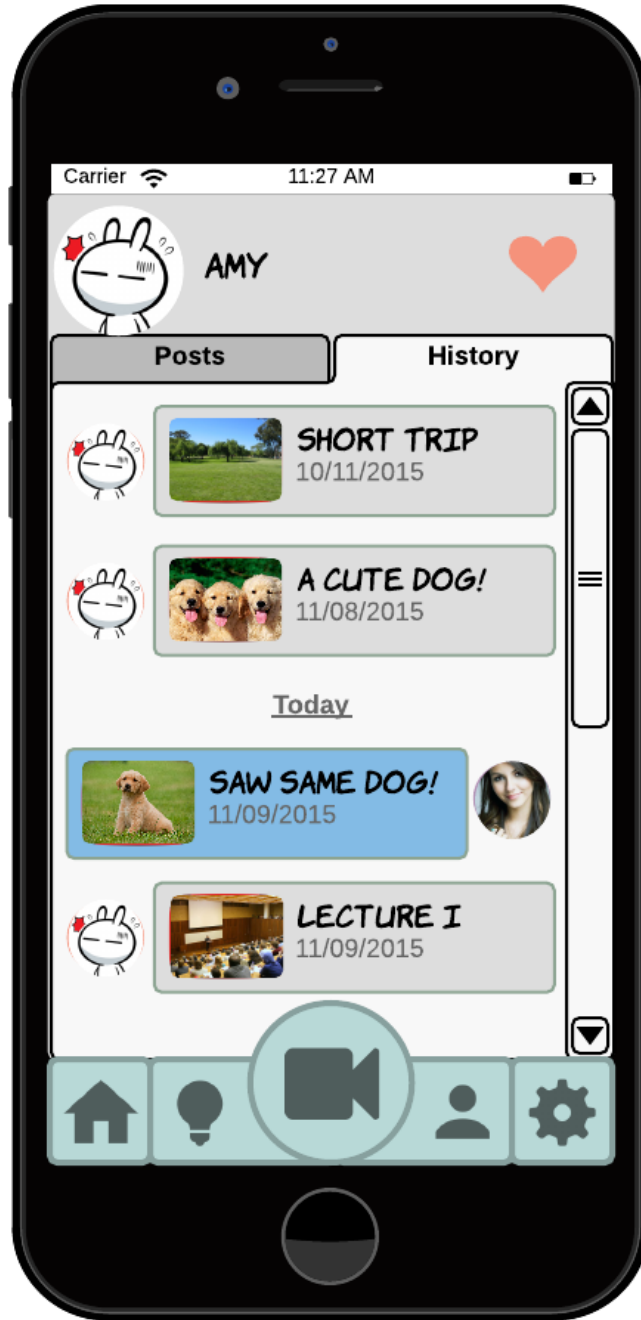 Carrier 11:27 AM
AMY
Posts History
SHORT TRIP
10/11/2015
A CUTE DOG!
11/08/2015
Today
SAW SAME DOG!
11/09/2015
LECTURE I
11/09/2015